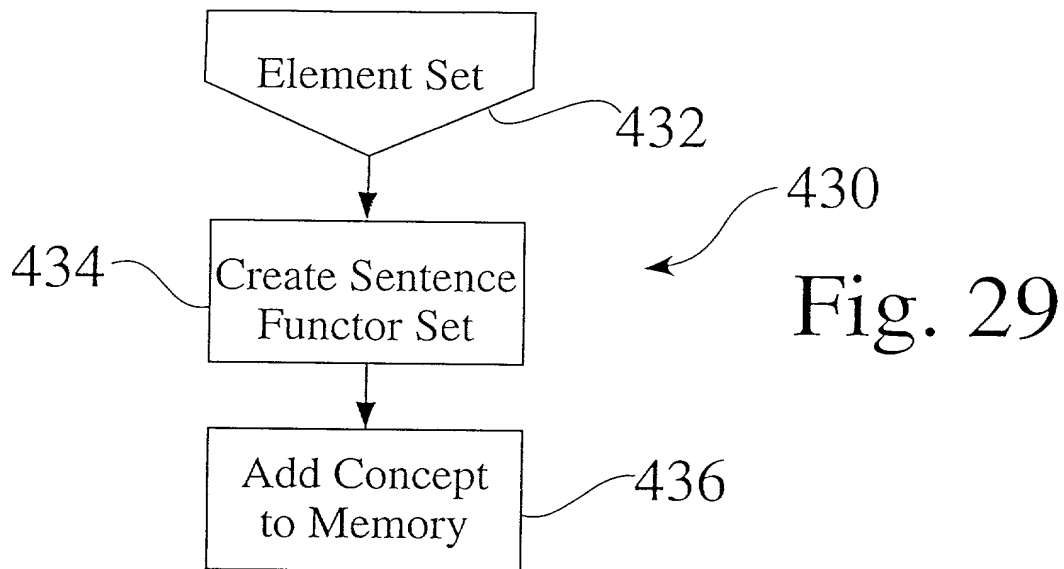 Element Set
432
430
434
Create Sentence
Functor Set
Fig. 29
Add Concept
to Memory
436